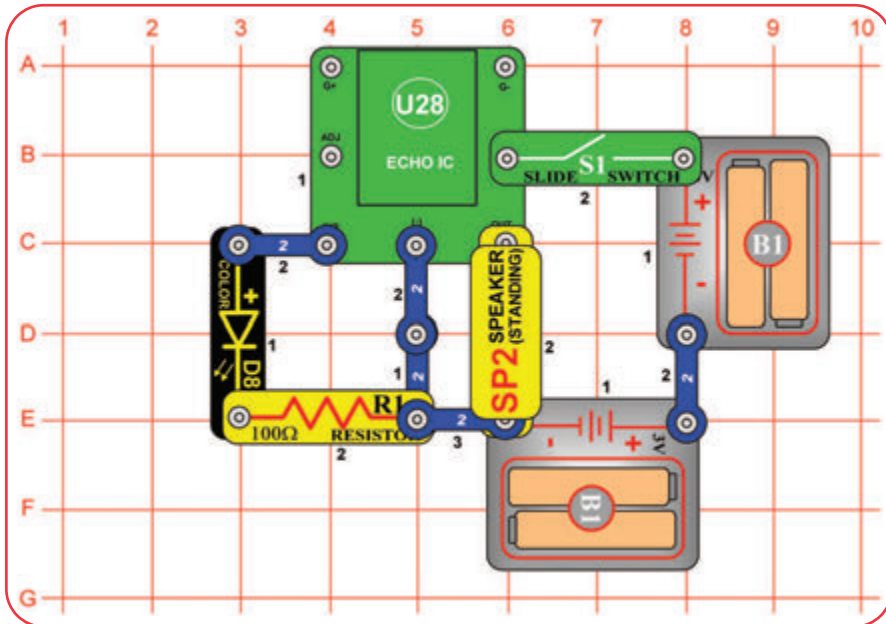 1 2 3 4 5 6 7 8 9 10
A
G+
G-
U28
ADJ
B
ECHO IC
1
S1
SLIDE SWITCH
2
V
+
B1
1
-
C
2
2
COLOR
+
D8
1
2
2
SPEAKER
(STANDING)
SP2
2
D
1
2
2
2
E
R1
100Ω
RESISTOR
2
2
3
1
-
+
3V
B1
F
G